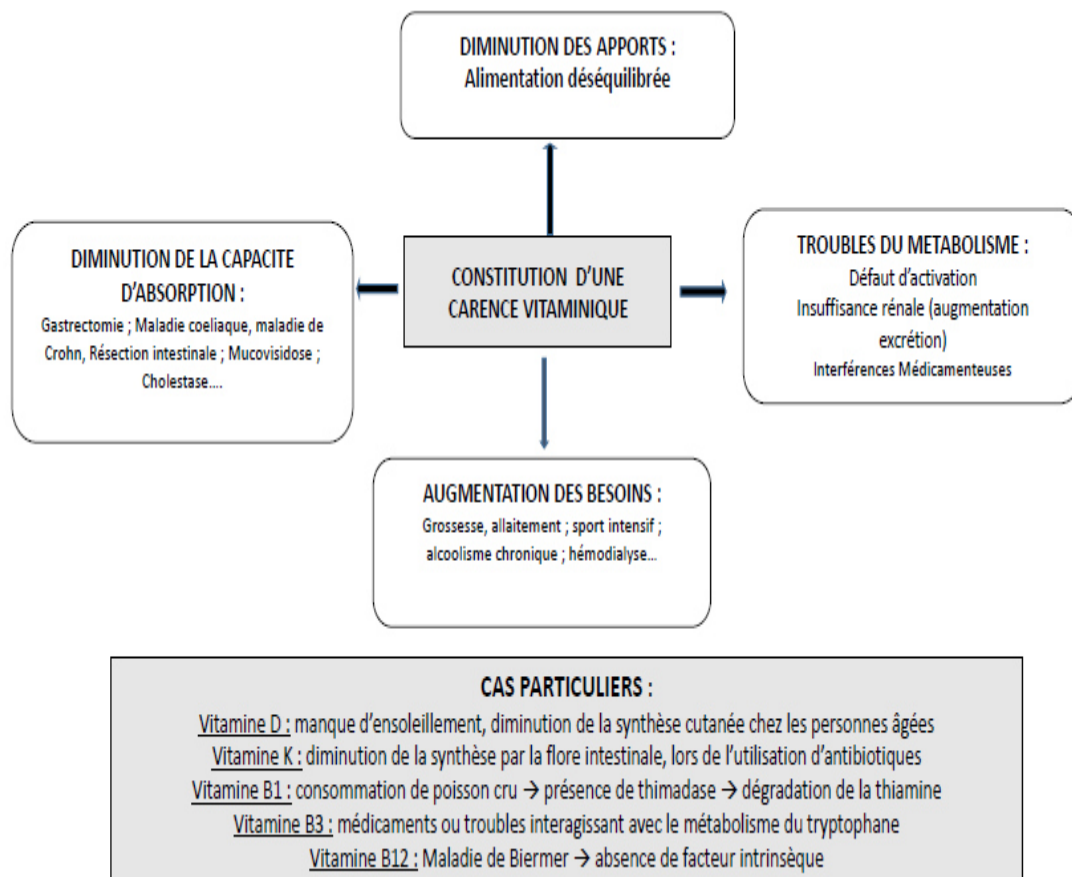 DIMINUTION DES APPORTS :
Alimentation déséquilibrée
DIMINUTION DE LA CAPACITE
D’ABSORPTION :
Gastrectomie ; Maladie coeliaque, maladie de
Crohn, Résection intestinale ; Mucovisidose ;
Cholestase....
CONSTITUTION D’UNE
CARENCE VITAMINIQUE
TROUBLES DU METABOLISME :
Défaut d’activation
Insuffisance rénale (augmentation
excrétion)
Interférences Médicamenteuses
AUGMENTATION DES BESOINS :
Grossesse, allaitement ; sport intensif ;
alcoolisme chronique ; hémodialyse...
CAS PARTICULIERS :
Vitamine D : manque d’ensoleillement, diminution de la synthèse cutanée chez les personnes âgées
Vitamine K : diminution de la synthèse par la flore intestinale, lors de l’utilisation d’antibiotiques
Vitamine B1 : consommation de poisson cru → présence de thimadase → dégradation de la thiamine
Vitamine B3 : médicaments ou troubles interagissant avec le métabolisme du tryptophane
Vitamine B12 : Maladie de Biermer → absence de facteur intrinsèque